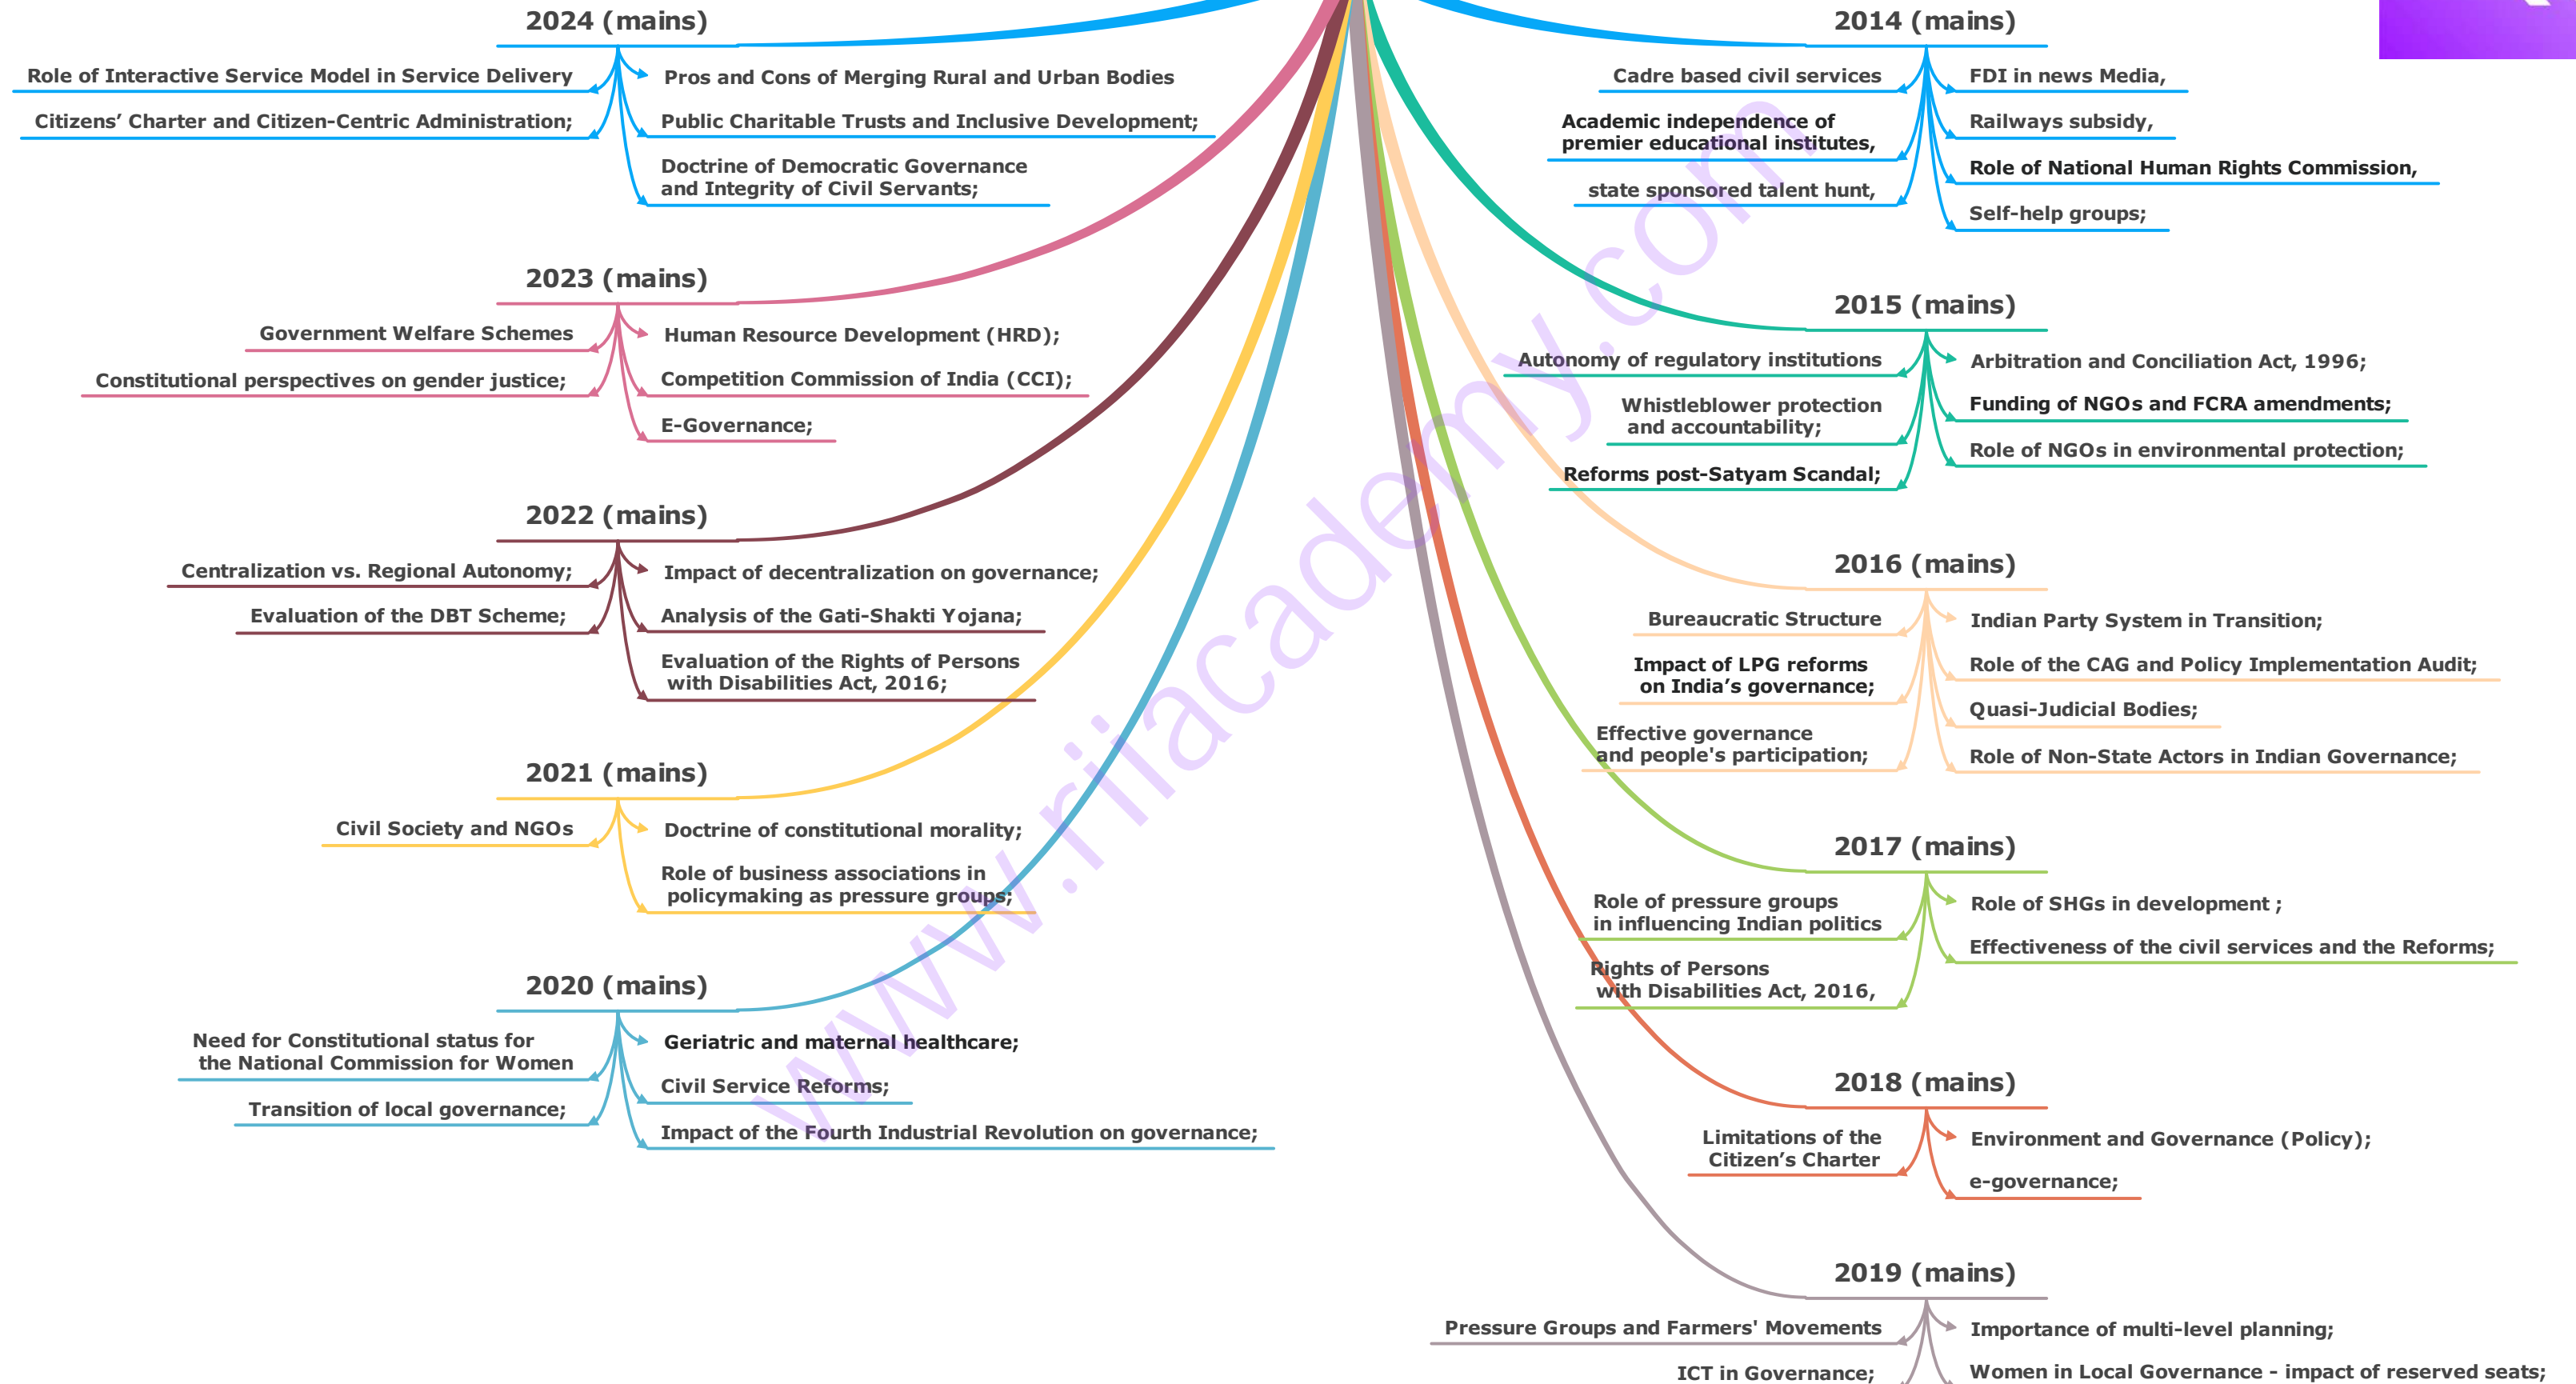 2024 (mains)
Role of Interactive Service Model in Service Delivery
Citizens’ Charter and Citizen-Centric Administration;
Pros and Cons of Merging Rural and Urban Bodies
Public Charitable Trusts and Inclusive Development;
Doctrine of Democratic Governance
and Integrity of Civil Servants;
2023 (mains)
Government Welfare Schemes
Constitutional perspectives on gender justice;
Human Resource Development (HRD);
Competition Commission of India (CCI);
E-Governance;
2022 (mains)
Centralization vs. Regional Autonomy;
Evaluation of the DBT Scheme;
Impact of decentralization on governance;
Analysis of the Gati-Shakti Yojana;
Evaluation of the Rights of Persons
with Disabilities Act, 2016;
2021 (mains)
Civil Society and NGOs
Doctrine of constitutional morality;
Role of business associations in
policymaking as pressure groups;
2020 (mains)
Need for Constitutional status for
the National Commission for Women
Transition of local governance;
Geriatric and maternal healthcare;
Civil Service Reforms;
Impact of the Fourth Industrial Revolution on governance;
2014 (mains)
Cadre based civil services
Academic independence of
premier educational institutes,
state sponsored talent hunt,
FDI in news Media,
Railways subsidy,
Role of National Human Rights Commission,
Self-help groups;
2015 (mains)
Autonomy of regulatory institutions
Whistleblower protection
and accountability;
Reforms post-Satyam Scandal;
Arbitration and Conciliation Act, 1996;
Funding of NGOs and FCRA amendments;
Role of NGOs in environmental protection;
2016 (mains)
Bureaucratic Structure
Impact of LPG reforms
on India’s governance;
Effective governance
and people's participation;
Indian Party System in Transition;
Role of the CAG and Policy Implementation Audit;
Quasi-Judicial Bodies;
Role of Non-State Actors in Indian Governance;
2017 (mains)
Role of pressure groups
in influencing Indian politics
Rights of Persons
with Disabilities Act, 2016,
Role of SHGs in development ;
Effectiveness of the civil services and the Reforms;
2018 (mains)
Limitations of the
Citizen’s Charter
Environment and Governance (Policy);
e-governance;
2019 (mains)
Pressure Groups and Farmers' Movements
ICT in Governance;
Importance of multi-level planning;
Women in Local Governance - impact of reserved seats;
www.riiacademy.com